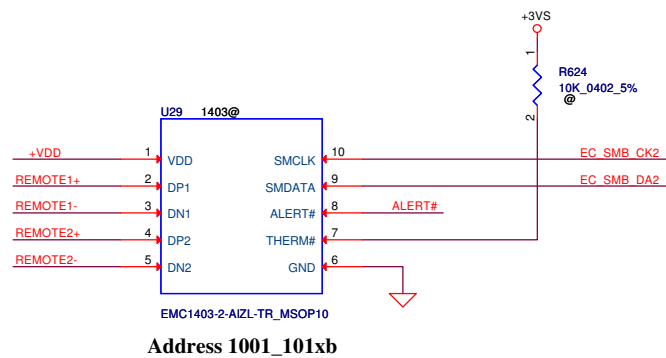 +3VS
1
R624
10K_0402_5%
@
2
U29 1403@
+VDD 1 VDD SMCLK 10 EC_SMB_CK2
REMOTE1+ 2 DP1 SMDATA 9 EC_SMB_DA2
REMOTE1- 3 DN1 ALERT# 8 ALERT#
REMOTE2+ 4 DP2 THERM# 7
REMOTE2- 5 DN2 GND 6
EMC1403-2-AIZL-TR_MSOP10
Address 1001_101xb